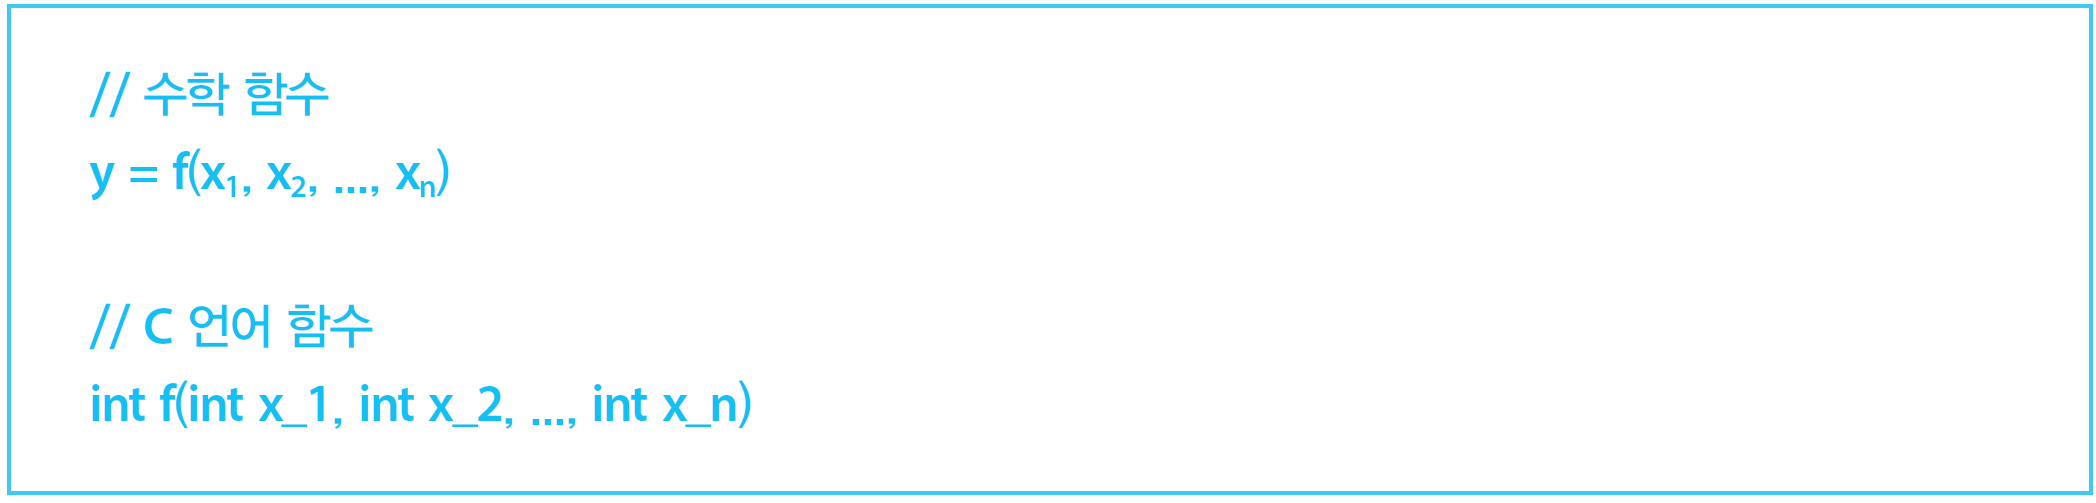 // 수학 함수
y = f(x₁, x₂, ..., xₙ)
// C 언어 함수
int f(int x_1, int x_2, ..., int x_n)